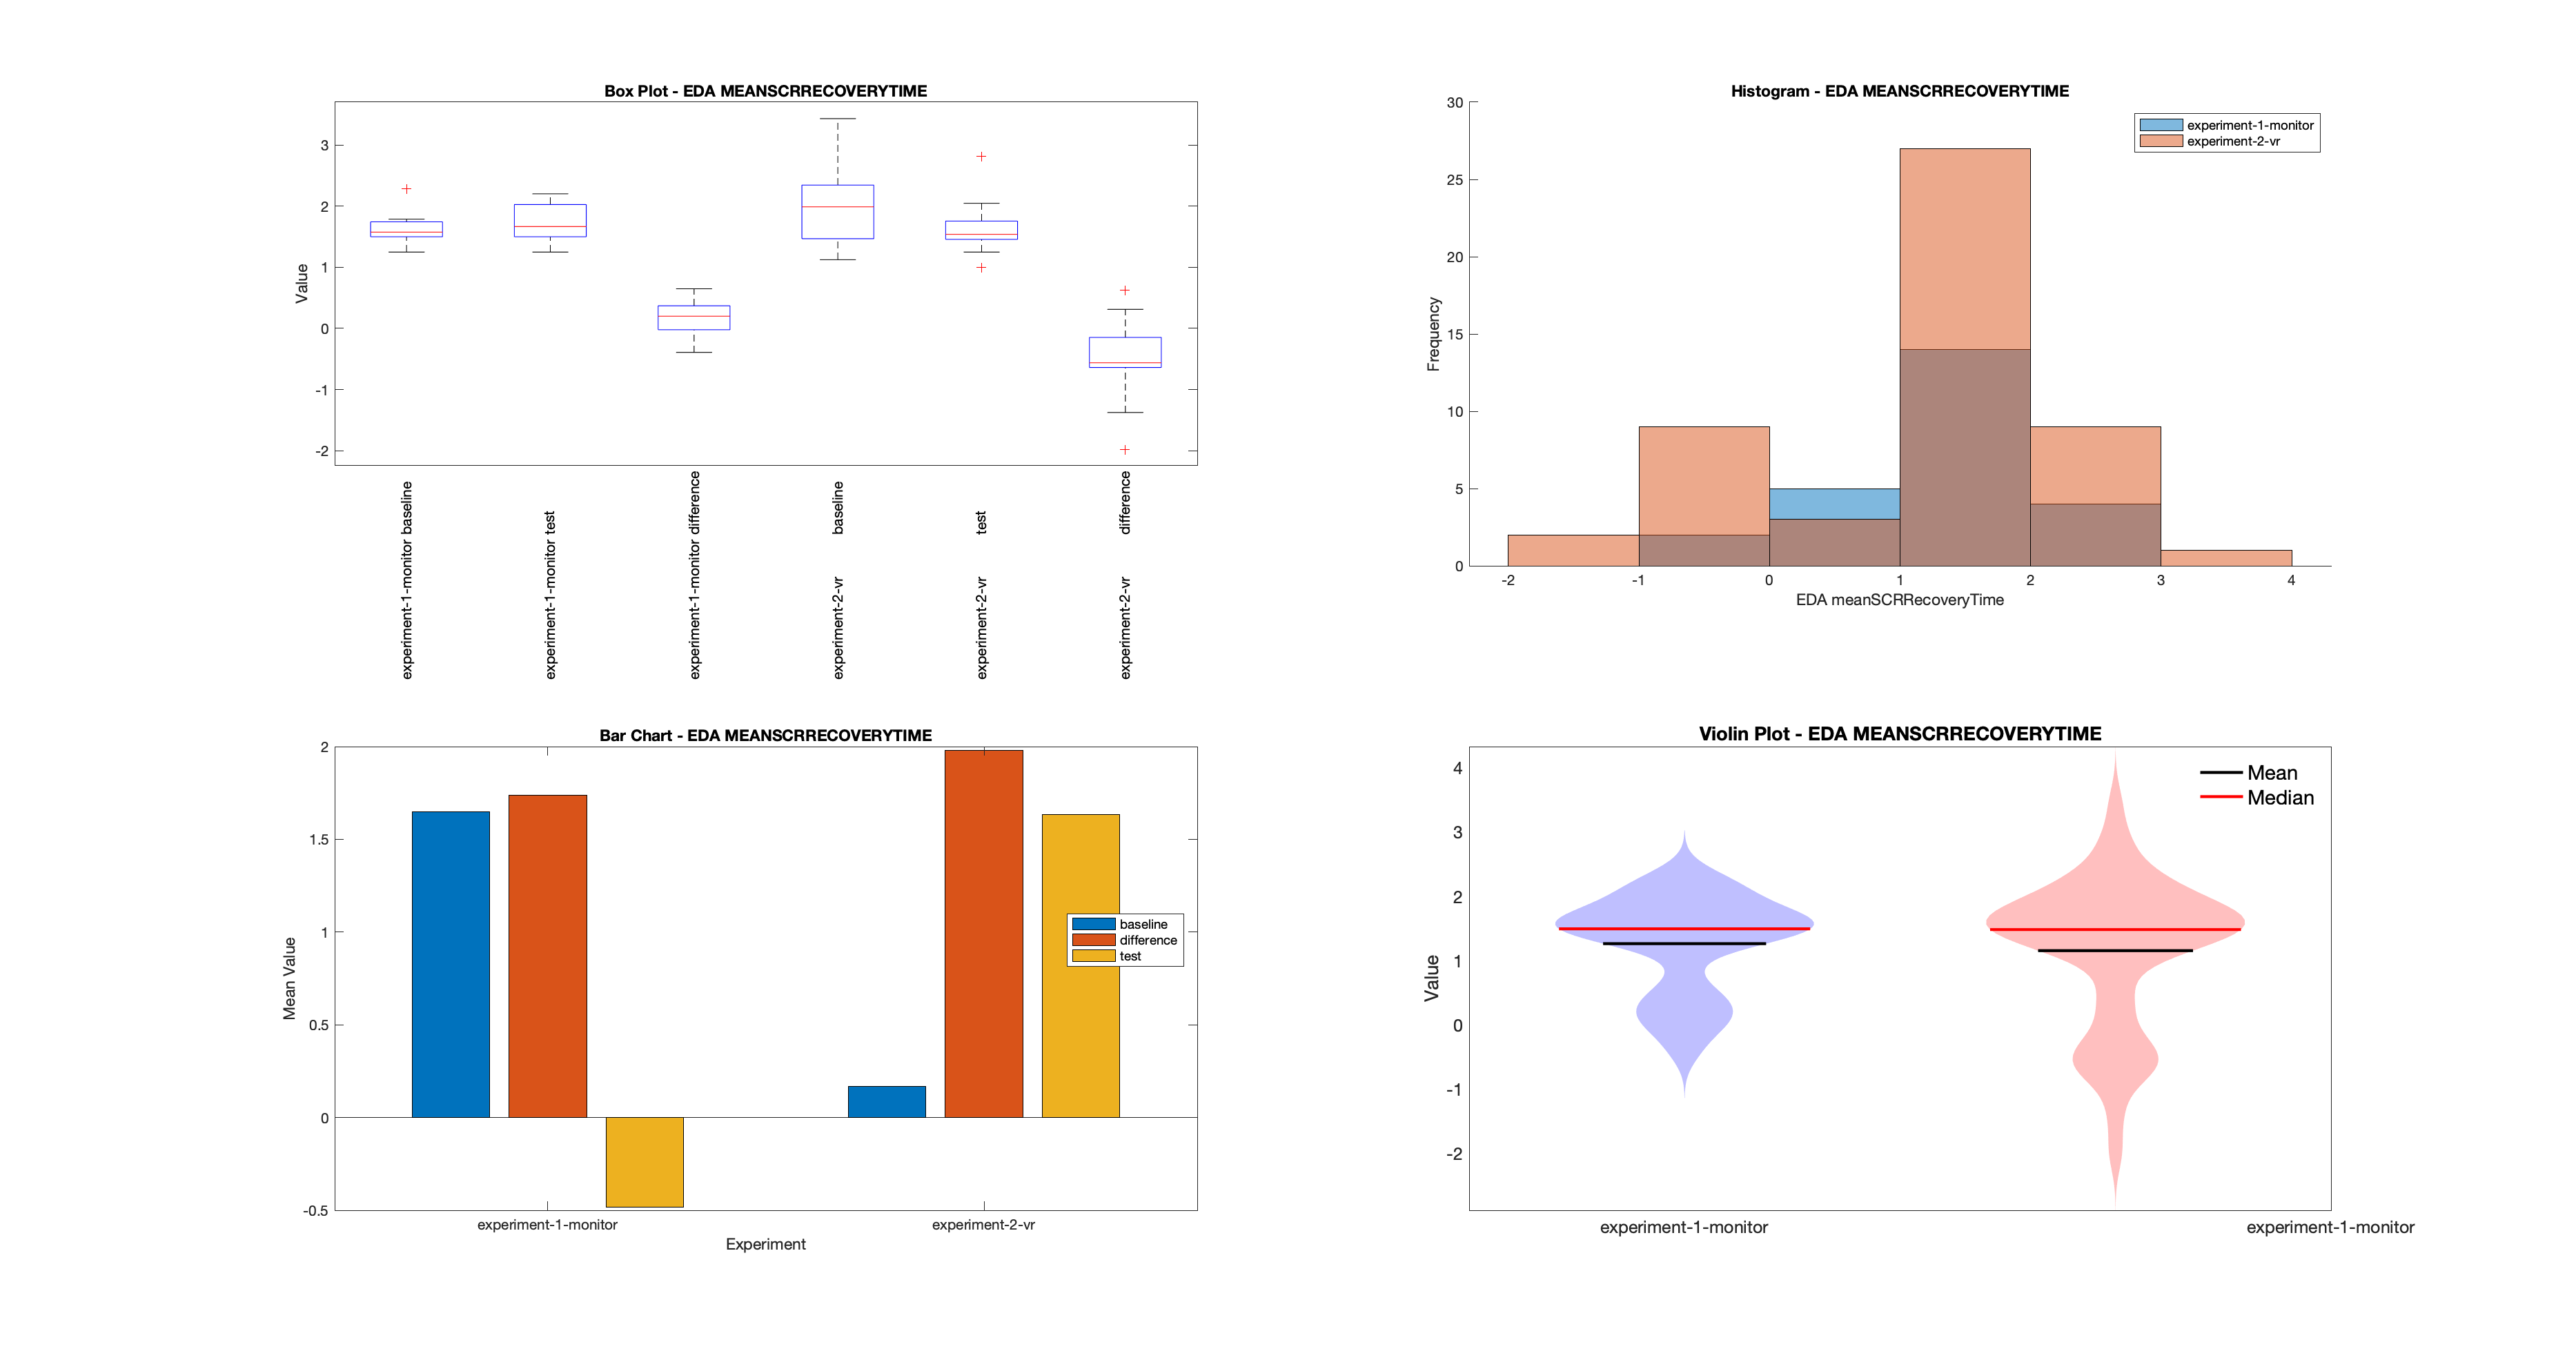 Box Plot - EDA MEANSCRRECOVERYTIME
Value
3
2
1
0
-1
-2
experiment-1-monitor baseline
experiment-1-monitor test
experiment-1-monitor difference
experiment-2-vr baseline
experiment-2-vr test
experiment-2-vr difference
Histogram - EDA MEANSCRRECOVERYTIME
experiment-1-monitor
experiment-2-vr
Frequency
30
25
20
15
10
5
0
-2 -1 0 1 2 3 4
EDA meanSCRRecoveryTime
Bar Chart - EDA MEANSCRRECOVERYTIME
Mean Value
2
1.5
1
0.5
0
-0.5
baseline
difference
test
experiment-1-monitor experiment-2-vr
Experiment
Violin Plot - EDA MEANSCRRECOVERYTIME
Mean
Median
Value
4
3
2
1
0
-1
-2
experiment-1-monitor experiment-1-monitor